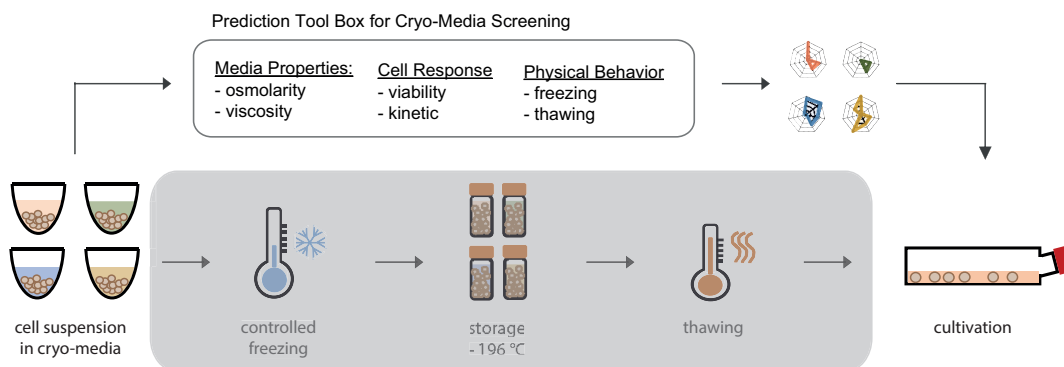 Prediction Tool Box for Cryo-Media Screening
Media Properties:
- osmolarity
- viscosity
Cell Response
- viability
- kinetic
Physical Behavior
- freezing
- thawing
cell suspension
in cryo-media
controlled
freezing
storage
- 196 °C
thawing
cultivation